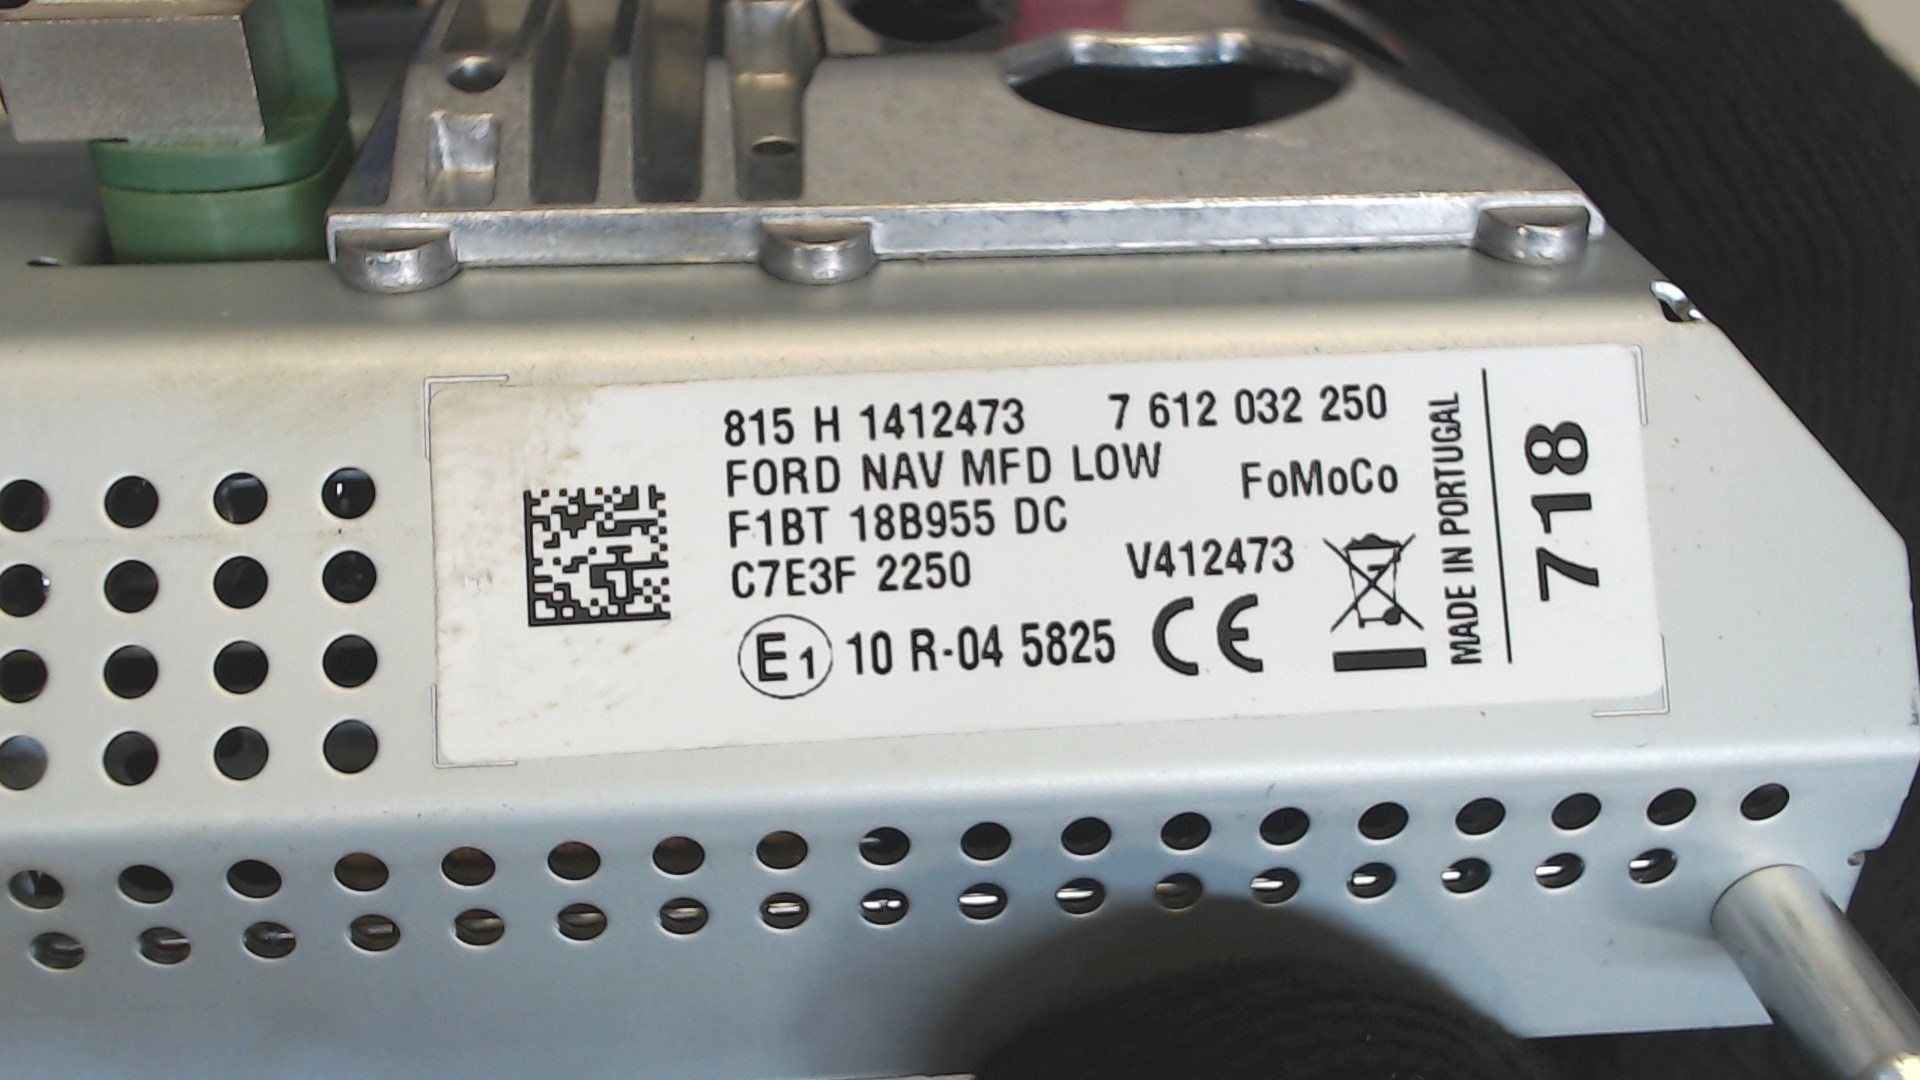 815 H 1412473 7 612 032 250
FORD NAV MFD LOW
FoMoCo
F1BT 18B955 DC
C7E3F 2250 V412473
E1 10 R-04 5825 CE
MADE IN PORTUGAL
718